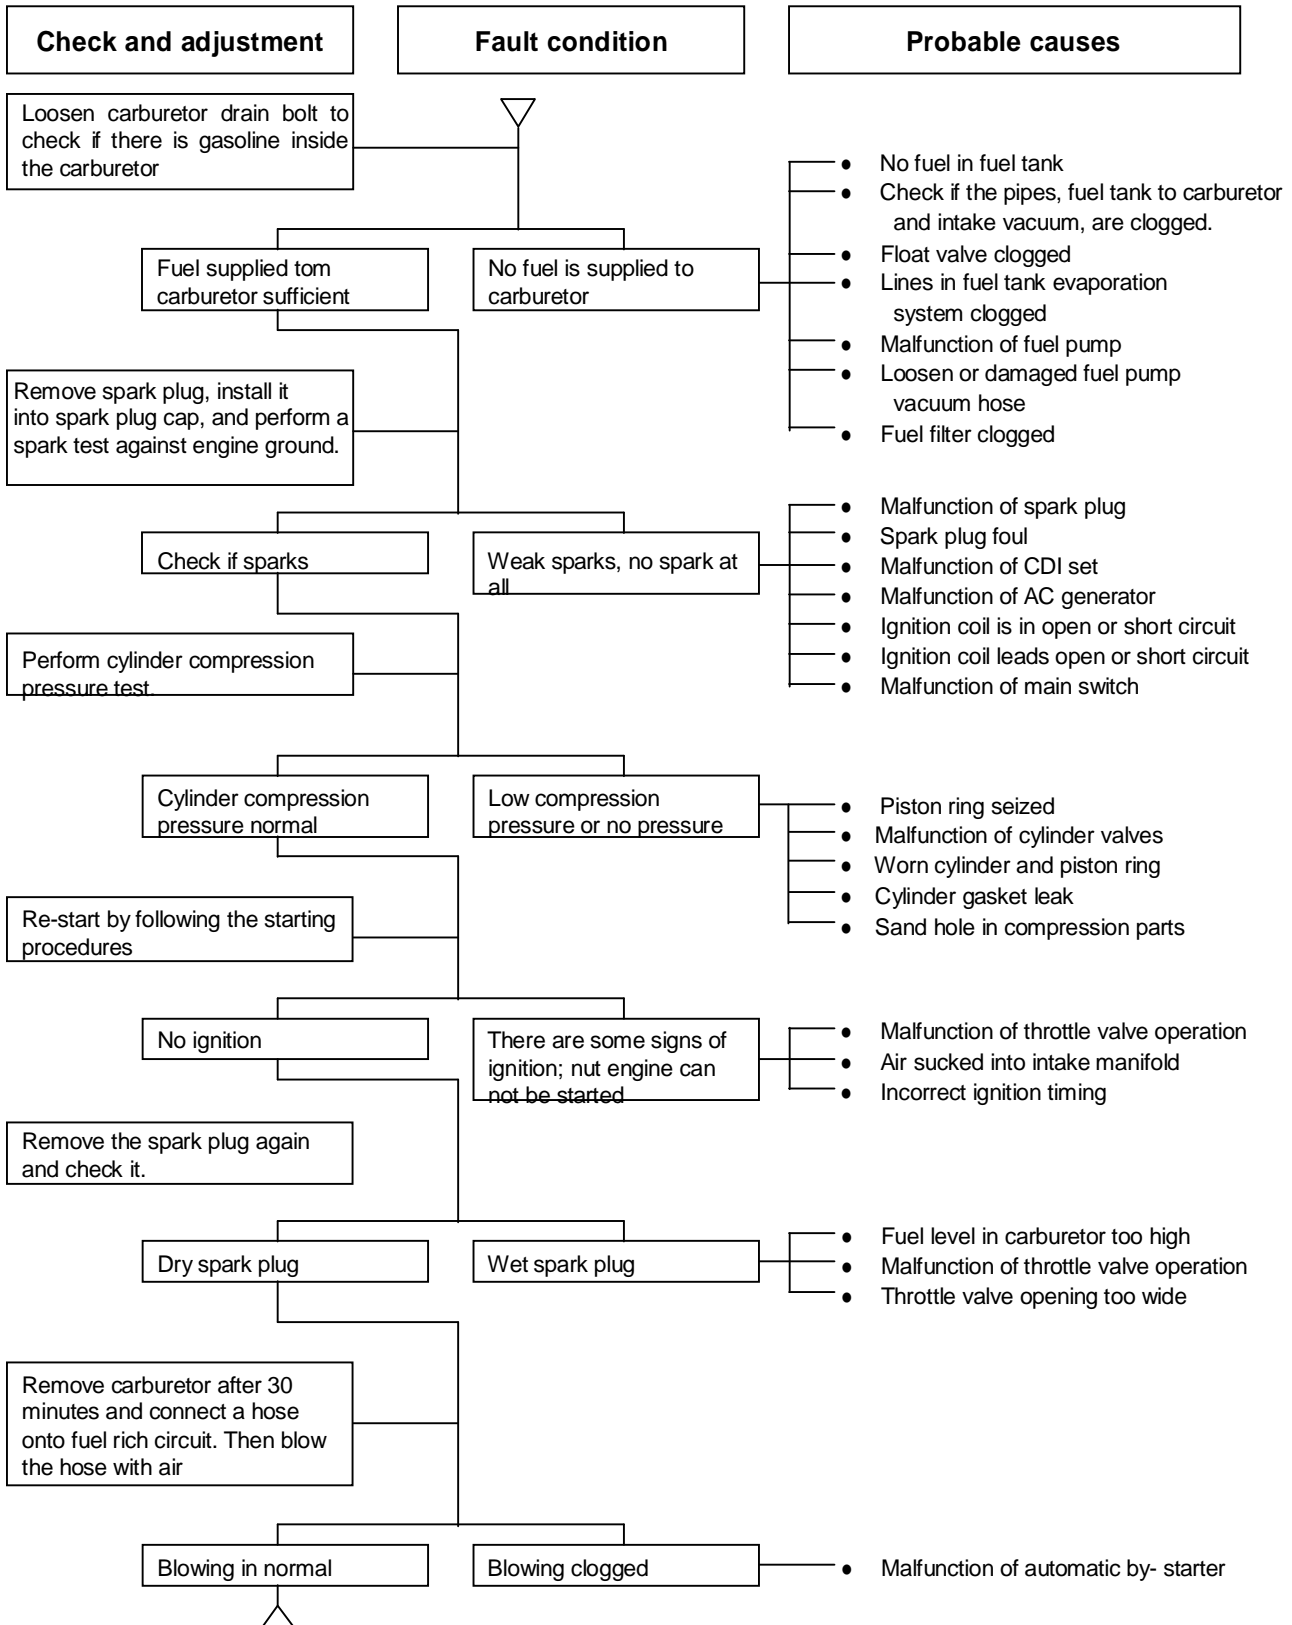 Check and adjustment
Fault condition
Probable causes
Loosen carburetor drain bolt to
check if there is gasoline inside
the carburetor
● No fuel in fuel tank
● Check if the pipes, fuel tank to carburetor
and intake vacuum, are clogged.
● Float valve clogged
● Lines in fuel tank evaporation
system clogged
● Malfunction of fuel pump
● Loosen or damaged fuel pump
vacuum hose
● Fuel filter clogged
Fuel supplied tom
carburetor sufficient
No fuel is supplied to
carburetor
Remove spark plug, install it
into spark plug cap, and perform a
spark test against engine ground.
Check if sparks
Weak sparks, no spark at
all
● Malfunction of spark plug
● Spark plug foul
● Malfunction of CDI set
● Malfunction of AC generator
● Ignition coil is in open or short circuit
● Ignition coil leads open or short circuit
● Malfunction of main switch
Perform cylinder compression
pressure test.
Cylinder compression
pressure normal
Low compression
pressure or no pressure
● Piston ring seized
● Malfunction of cylinder valves
● Worn cylinder and piston ring
● Cylinder gasket leak
● Sand hole in compression parts
Re-start by following the starting
procedures
No ignition
There are some signs of
ignition; nut engine can
not be started
● Malfunction of throttle valve operation
● Air sucked into intake manifold
● Incorrect ignition timing
Remove the spark plug again
and check it.
Dry spark plug
Wet spark plug
● Fuel level in carburetor too high
● Malfunction of throttle valve operation
● Throttle valve opening too wide
Remove carburetor after 30
minutes and connect a hose
onto fuel rich circuit. Then blow
the hose with air
Blowing in normal
Blowing clogged
● Malfunction of automatic by- starter